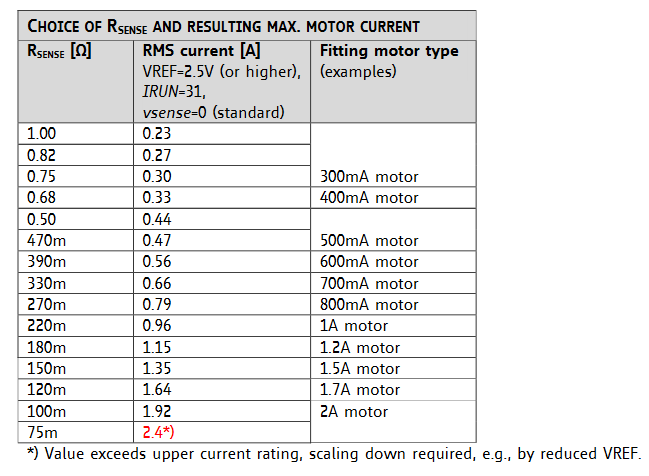 CHOICE OF RSENSE AND RESULTING MAX. MOTOR CURRENT
RSENSE [Ω] RMS current [A] Fitting motor type
VREF=2.5V (or higher), (examples)
IRUN=31,
vsense=0 (standard)
1.00 0.23
0.82 0.27
0.75 0.30 300mA motor
0.68 0.33 400mA motor
0.50 0.44
470m 0.47 500mA motor
390m 0.56 600mA motor
330m 0.66 700mA motor
270m 0.79 800mA motor
220m 0.96 1A motor
180m 1.15 1.2A motor
150m 1.35 1.5A motor
120m 1.64 1.7A motor
100m 1.92 2A motor
75m 2.4*)
*) Value exceeds upper current rating, scaling down required, e.g., by reduced VREF.